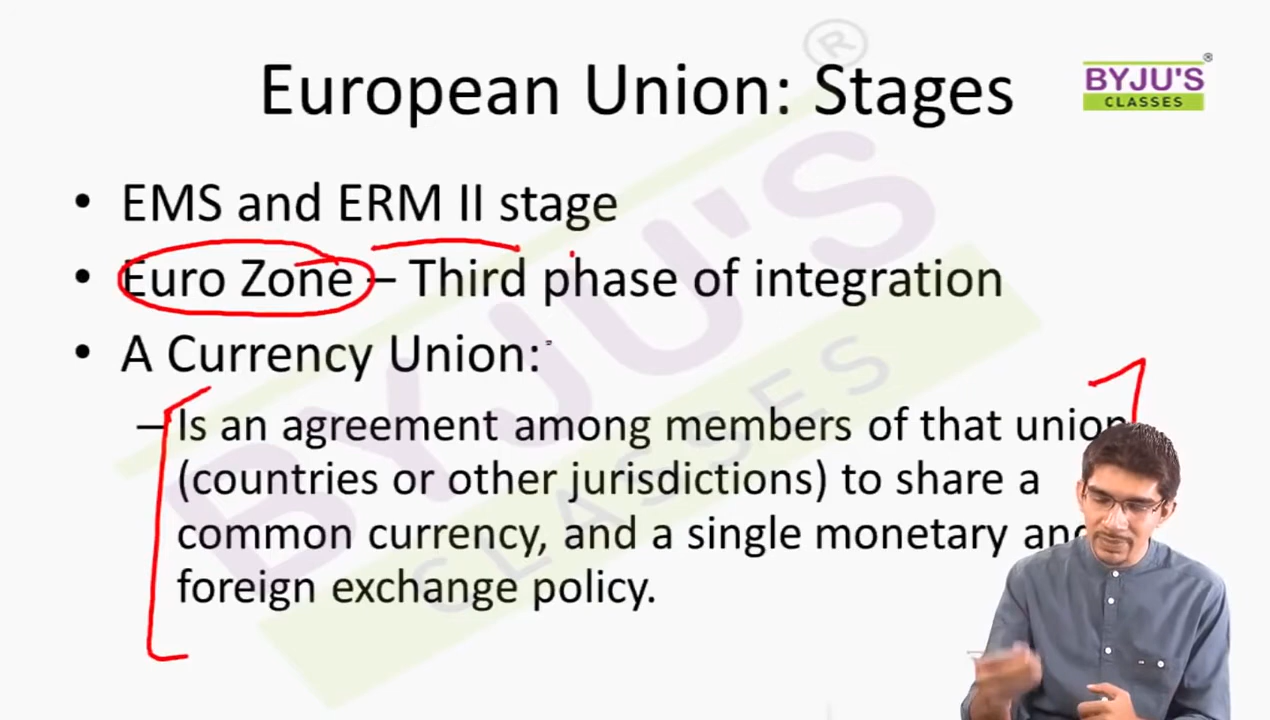 European Union: Stages
BYJU'S
CLASSES
• EMS and ERM II stage
• Euro Zone – Third phase of integration
• A Currency Union:
– Is an agreement among members of that union
(countries or other jurisdictions) to share a
common currency, and a single monetary and
foreign exchange policy.
BYJU'S
CLASSES